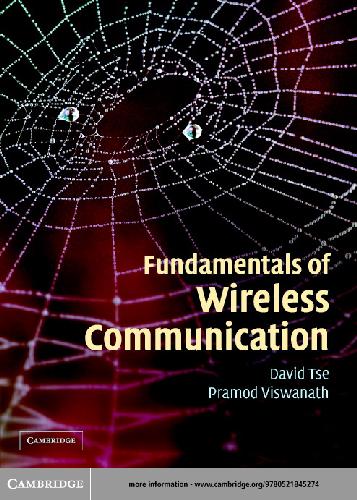 Fundamentals of
Wireless
Communication
David Tse
Pramod Viswanath
CAMBRIDGE
CAMBRIDGE
more information - www.cambridge.org/9780521845274